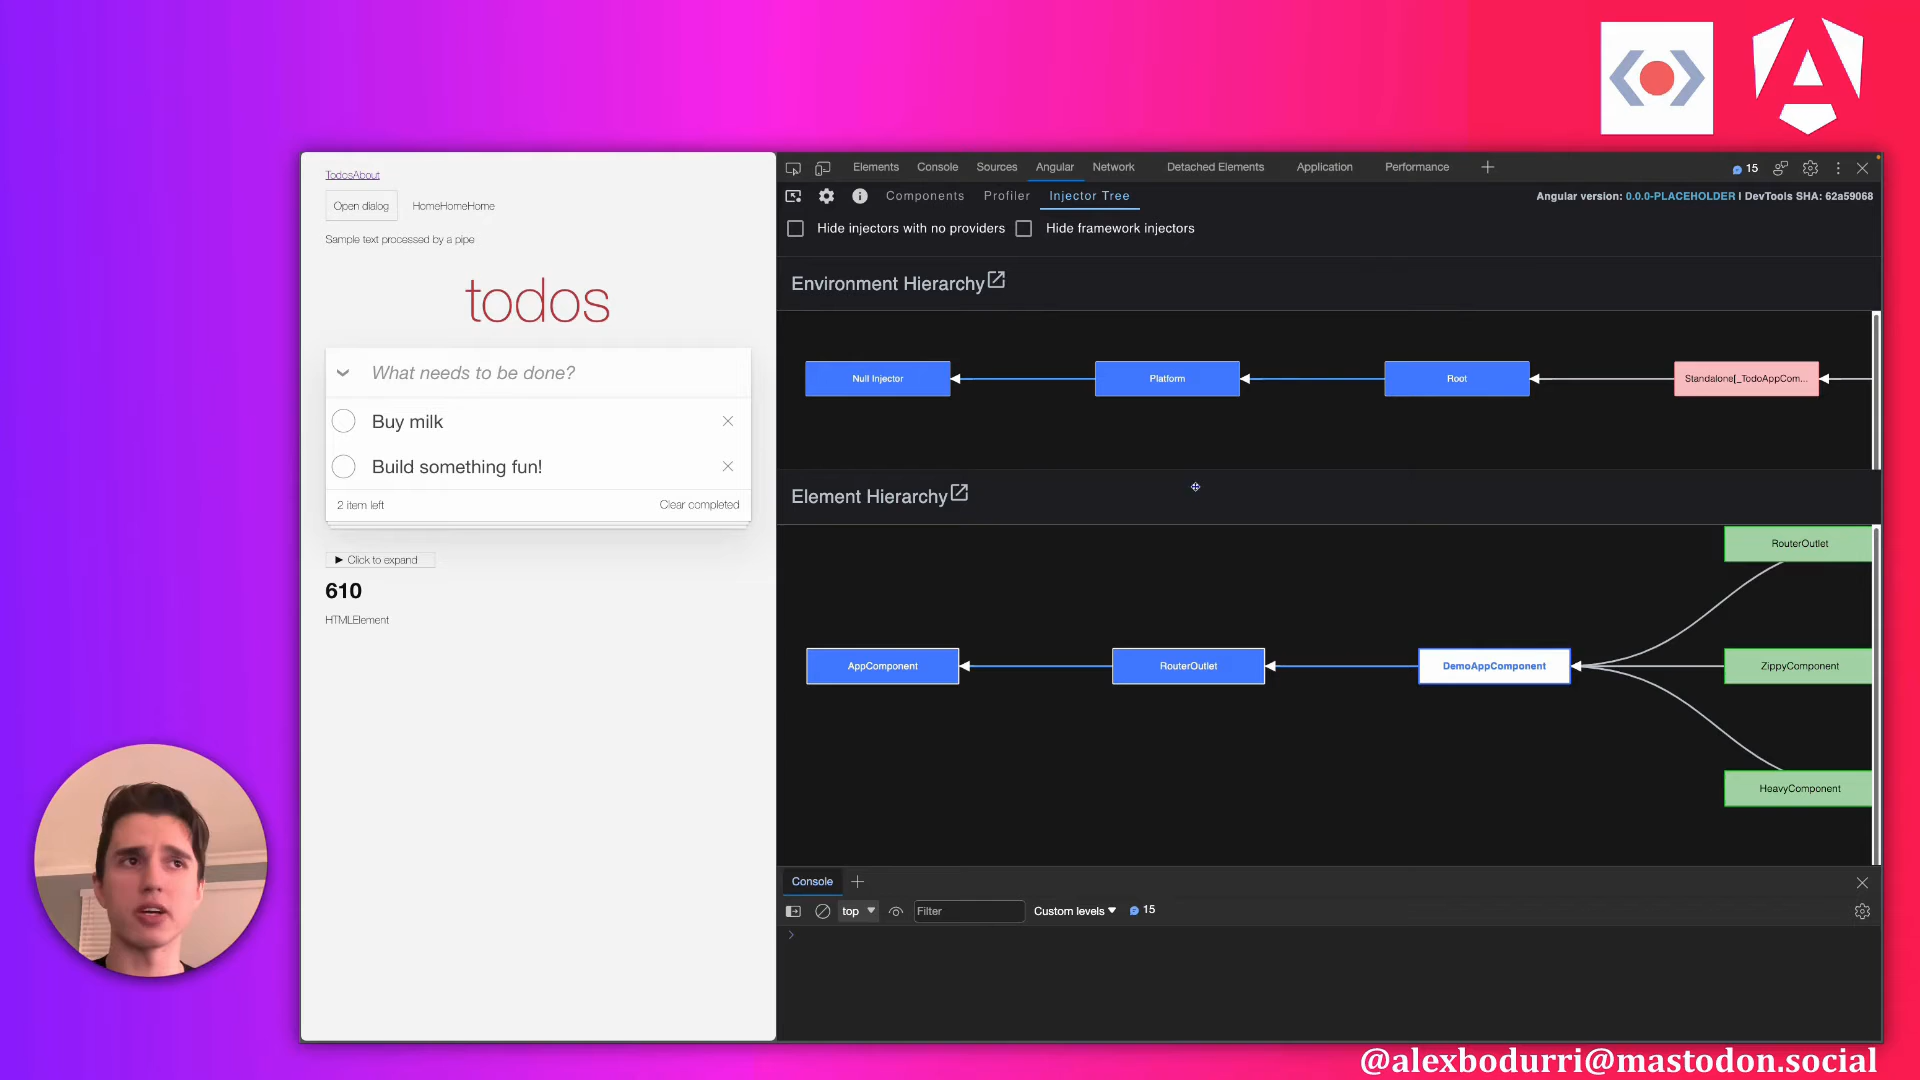 TodosAbout
Open dialog
HomeHomeHome
Sample text processed by a pipe
todos
What needs to be done?
Buy milk
Build something fun!
2 item left
Clear completed
▶ Click to expand
610
HTMLElement
Elements Console Sources Angular Network Detached Elements Application Performance
15
Components Profiler Injector Tree
Angular version: 0.0.0-PLACEHOLDER | DevTools SHA: 62a59068
Hide injectors with no providers
Hide framework injectors
Environment Hierarchy
Null Injector
Platform
Root
Standalone[_TodoAppCom...
Element Hierarchy
RouterOutlet
AppComponent
RouterOutlet
DemoAppComponent
ZippyComponent
HeavyComponent
Console
top
Filter
Custom levels
15
@alexbodurri@mastodon.social